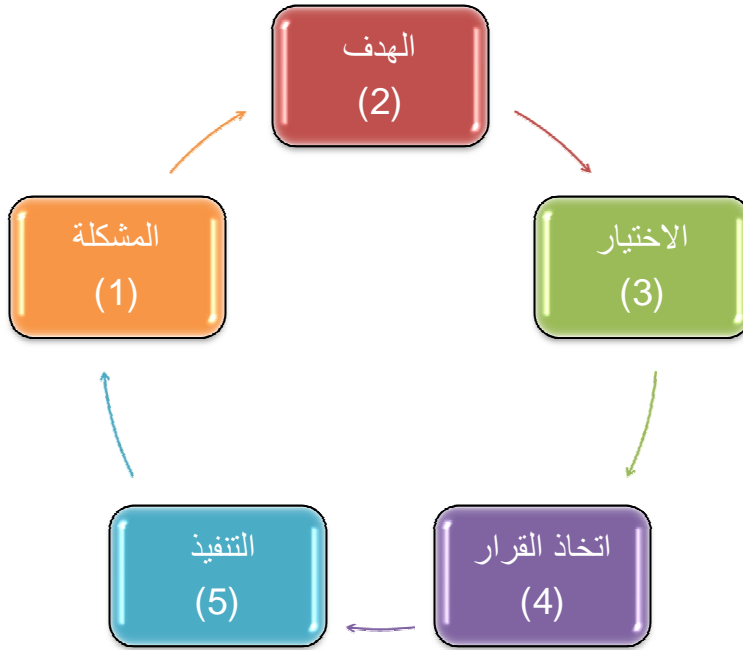 المشكلة
(1)
الهدف
(2)
الاختيار
(3)
اتخاذ القرار
(4)
التنفيذ
(5)